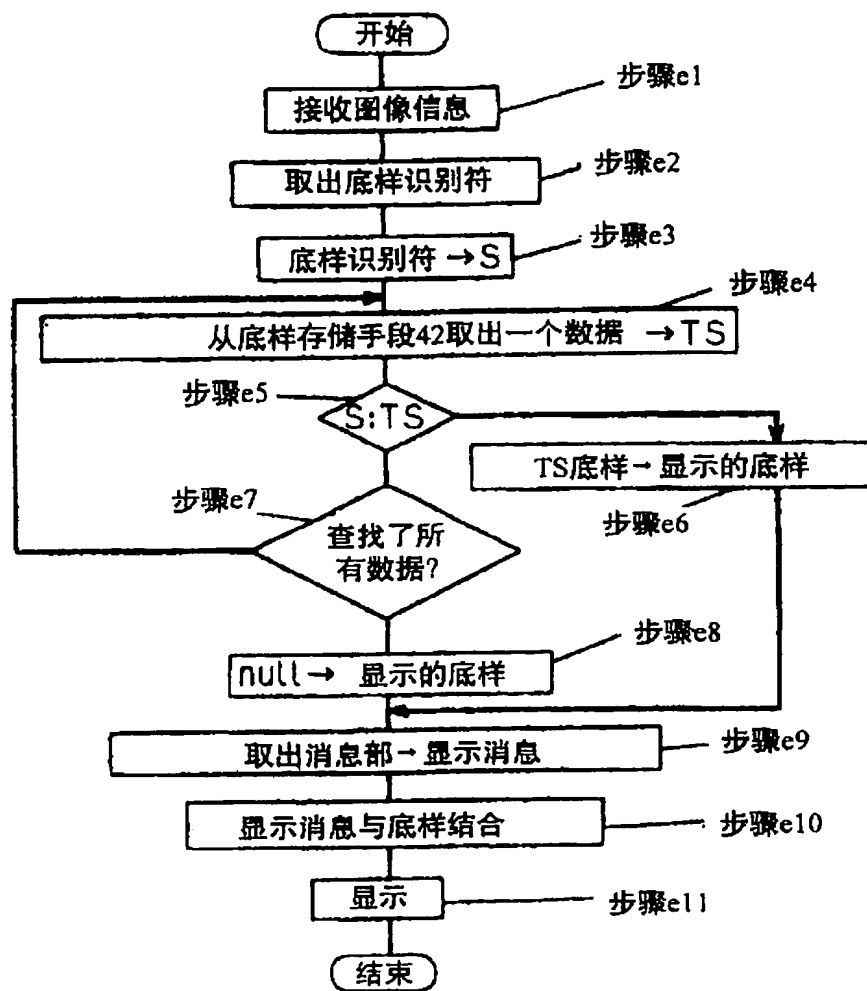 开始
步骤e1
接收图像信息
步骤e2
取出底样识别符
步骤e3
底样识别符→S
步骤e4
从底样存储手段42取出一个数据 →TS
步骤e5
S:TS
TS底样→显示的底样
步骤e6
步骤e7
查找了所
有数据?
步骤e8
null→ 显示的底样
步骤e9
取出消息部→显示消息
步骤e10
显示消息与底样结合
显示
步骤e11
结束